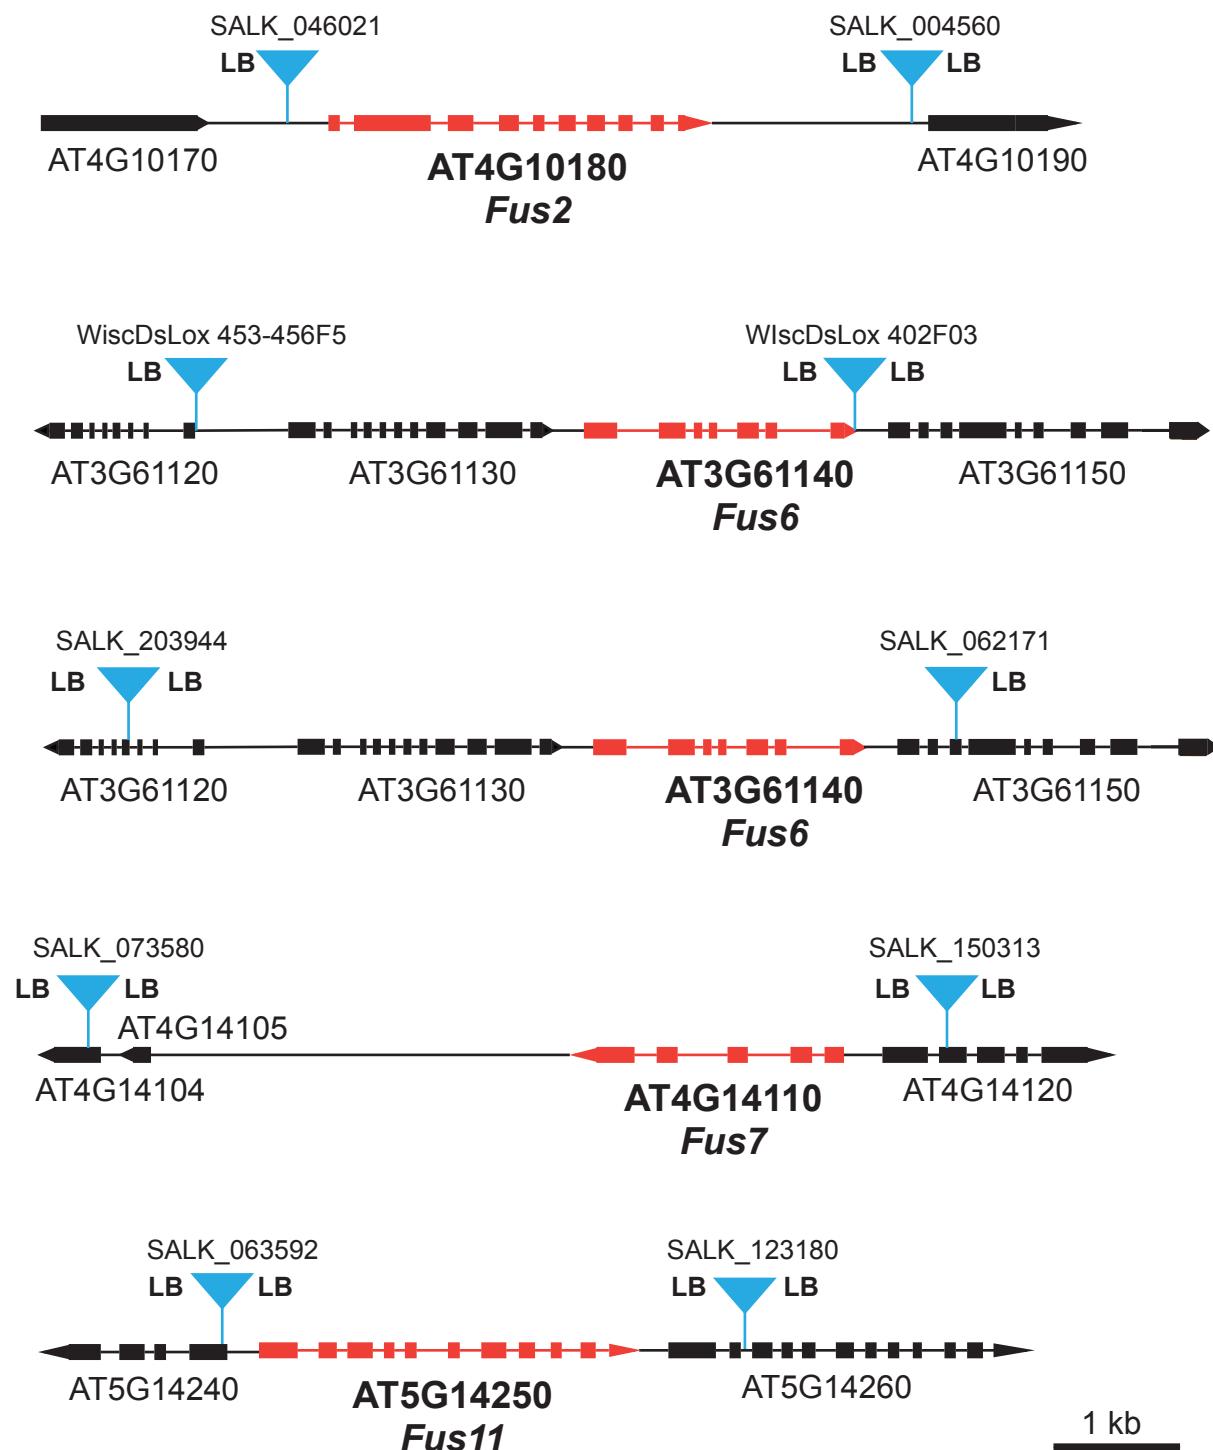 SALK_046021 SALK_004560
LB LB LB
AT4G10170 AT4G10180 AT4G10190
Fus2
WiscDsLox 453-456F5 WIscDsLox 402F03
LB LB LB
AT3G61120 AT3G61130 AT3G61140 AT3G61150
Fus6
SALK_203944 SALK_062171
LB LB LB
AT3G61120 AT3G61130 AT3G61140 AT3G61150
Fus6
SALK_073580 SALK_150313
LB LB LB LB
AT4G14105
AT4G14104 AT4G14110 AT4G14120
Fus7
SALK_063592 SALK_123180
LB LB LB LB
AT5G14240 AT5G14250 AT5G14260
Fus11
1 kb